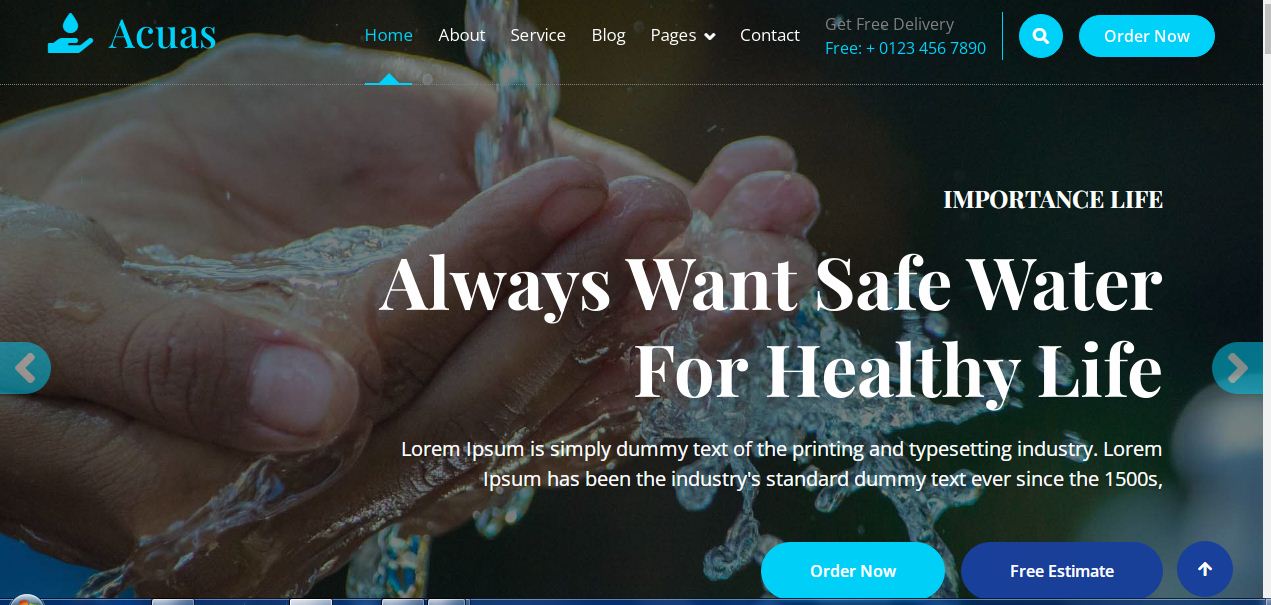 Acuas
Home About Service Blog Pages Contact
Get Free Delivery
Free: + 0123 456 7890
Order Now
IMPORTANCE LIFE
Always Want Safe Water
For Healthy Life
Lorem Ipsum is simply dummy text of the printing and typesetting industry. Lorem
Ipsum has been the industry's standard dummy text ever since the 1500s,
Order Now
Free Estimate